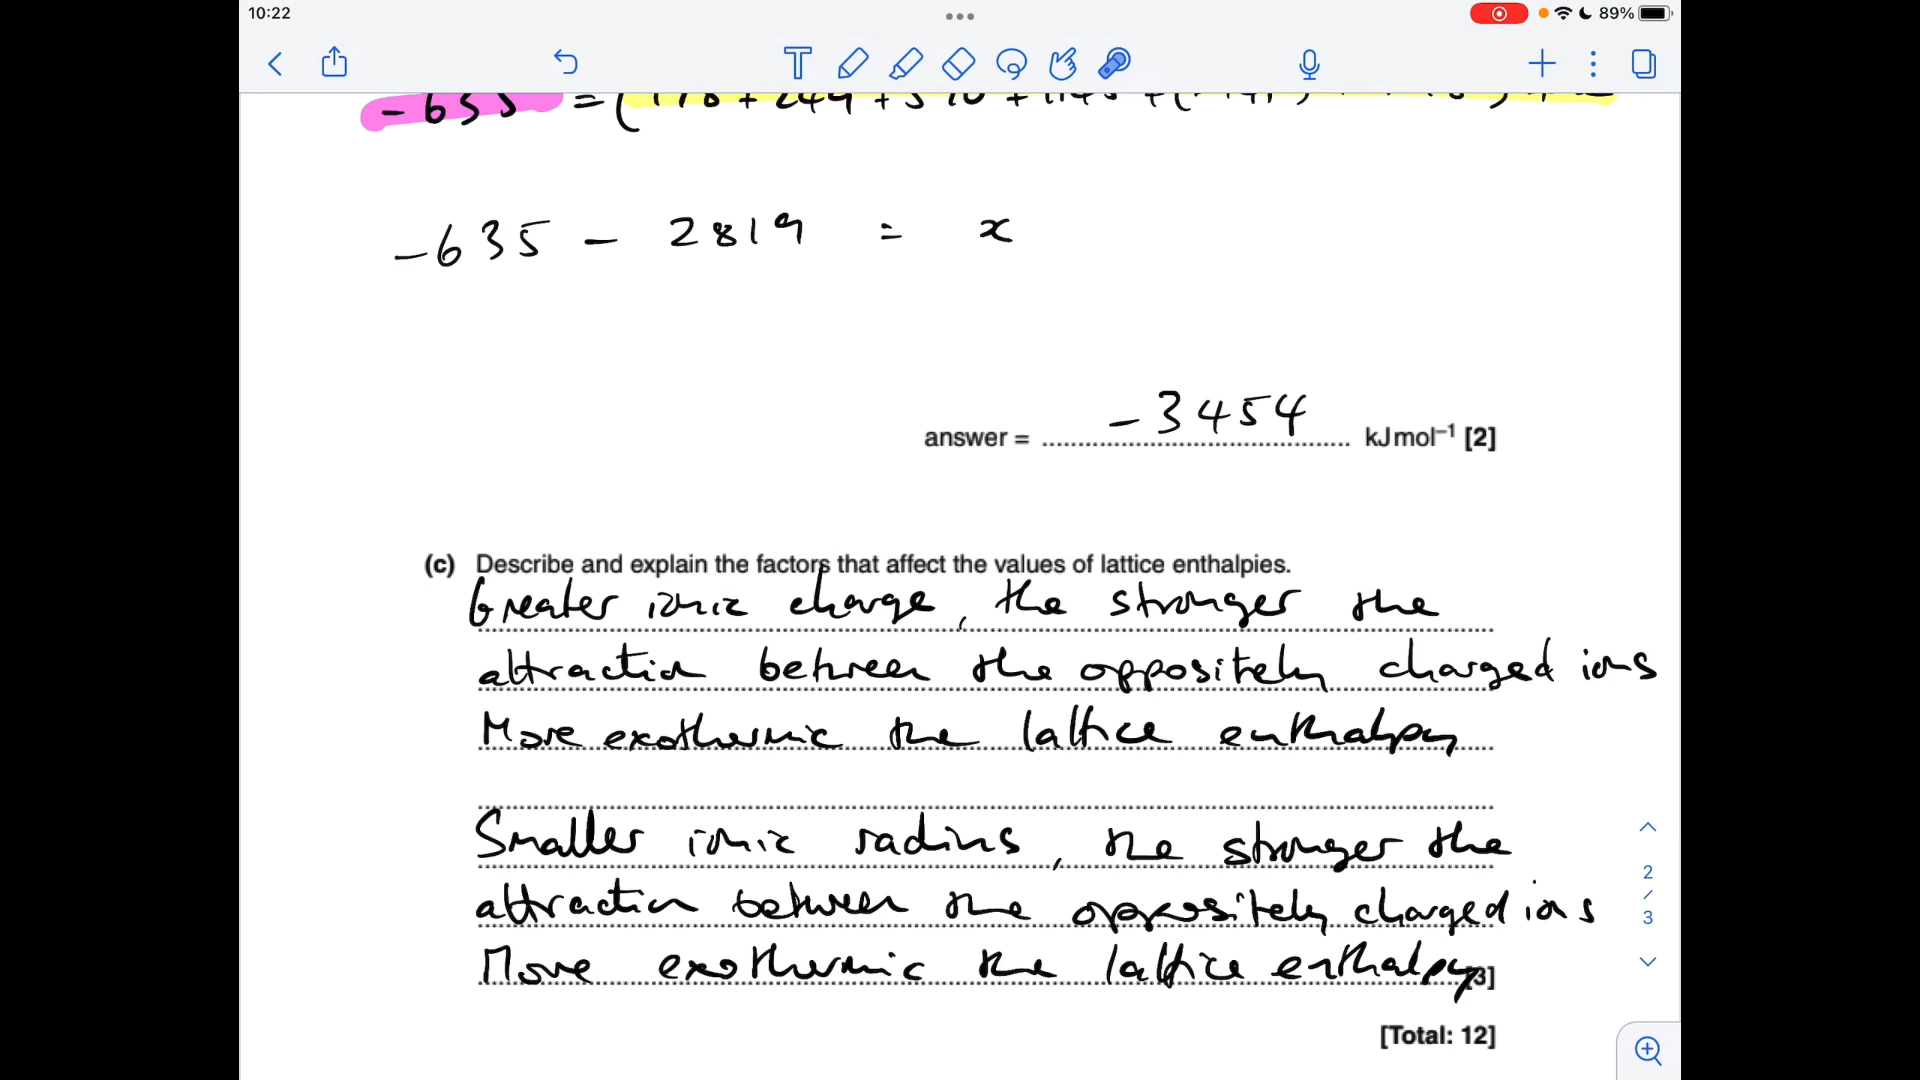 10:22
89%
-635 = (
-635 - 2819 = x
-3454
answer = ........ kJ mol⁻¹ [2]
(c) Describe and explain the factors that affect the values of lattice enthalpies.
Greater ionic charge, the stronger the
attraction between the oppositely charged ions
More exothermic the lattice enthalpy
Smaller ionic radius, the stronger the
attraction between the oppositely charged ions
More exothermic the lattice enthalpy
[3]
[Total: 12]
2
/
3